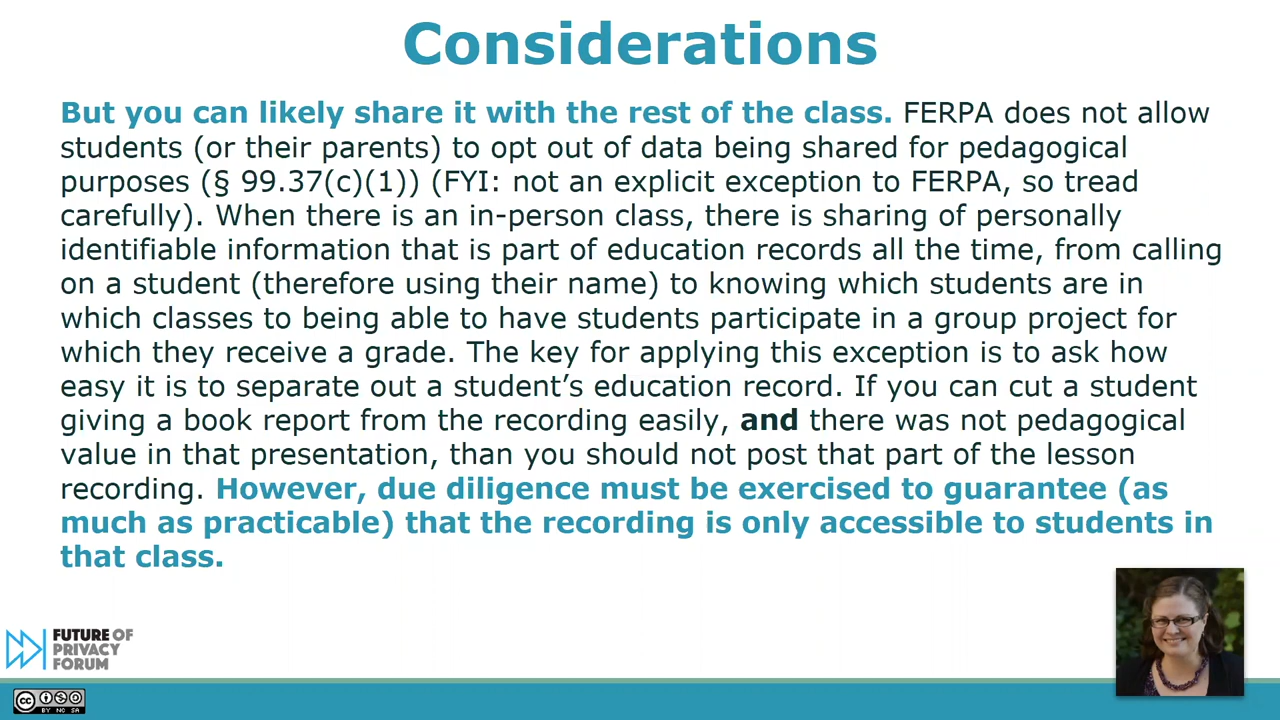 Considerations
But you can likely share it with the rest of the class. FERPA does not allow
students (or their parents) to opt out of data being shared for pedagogical
purposes (§ 99.37(c)(1)) (FYI: not an explicit exception to FERPA, so tread
carefully). When there is an in-person class, there is sharing of personally
identifiable information that is part of education records all the time, from calling
on a student (therefore using their name) to knowing which students are in
which classes to being able to have students participate in a group project for
which they receive a grade. The key for applying this exception is to ask how
easy it is to separate out a student’s education record. If you can cut a student
giving a book report from the recording easily, and there was not pedagogical
value in that presentation, than you should not post that part of the lesson
recording. However, due diligence must be exercised to guarantee (as
much as practicable) that the recording is only accessible to students in
that class.
FUTURE OF
PRIVACY
FORUM
cc
BY NC SA